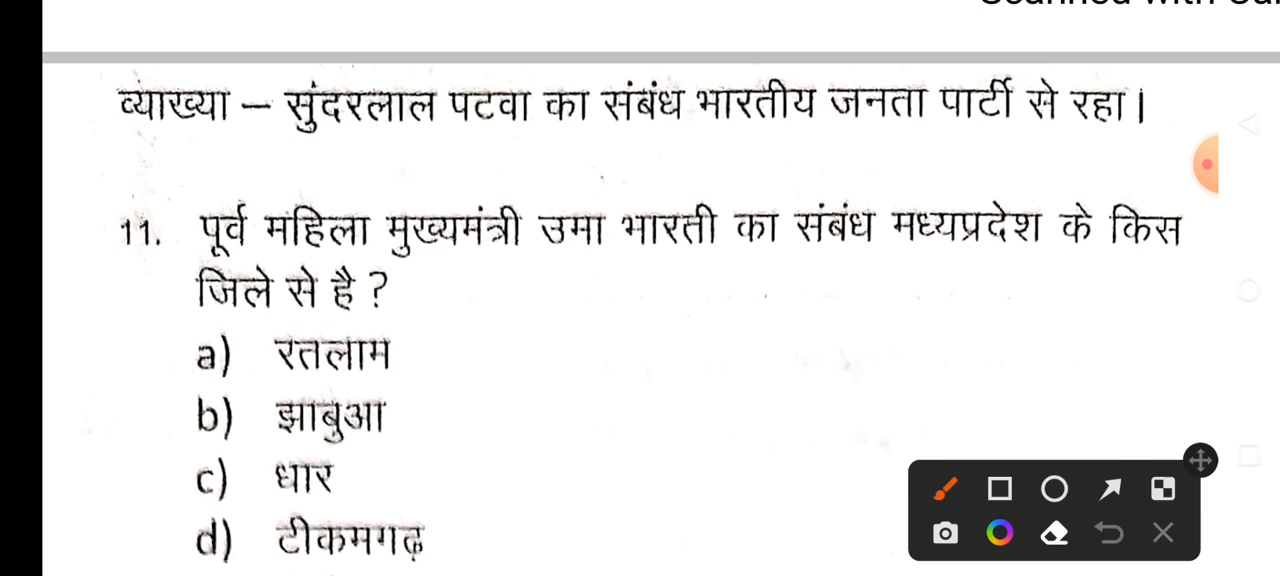 व्याख्या – सुंदरलाल पटवा का संबंध भारतीय जनता पार्टी से रहा।
11. पूर्व महिला मुख्यमंत्री उमा भारती का संबंध मध्यप्रदेश के किस
जिले से है ?
a) रतलाम
b) झाबुआ
c) धार
d) टीकमगढ़